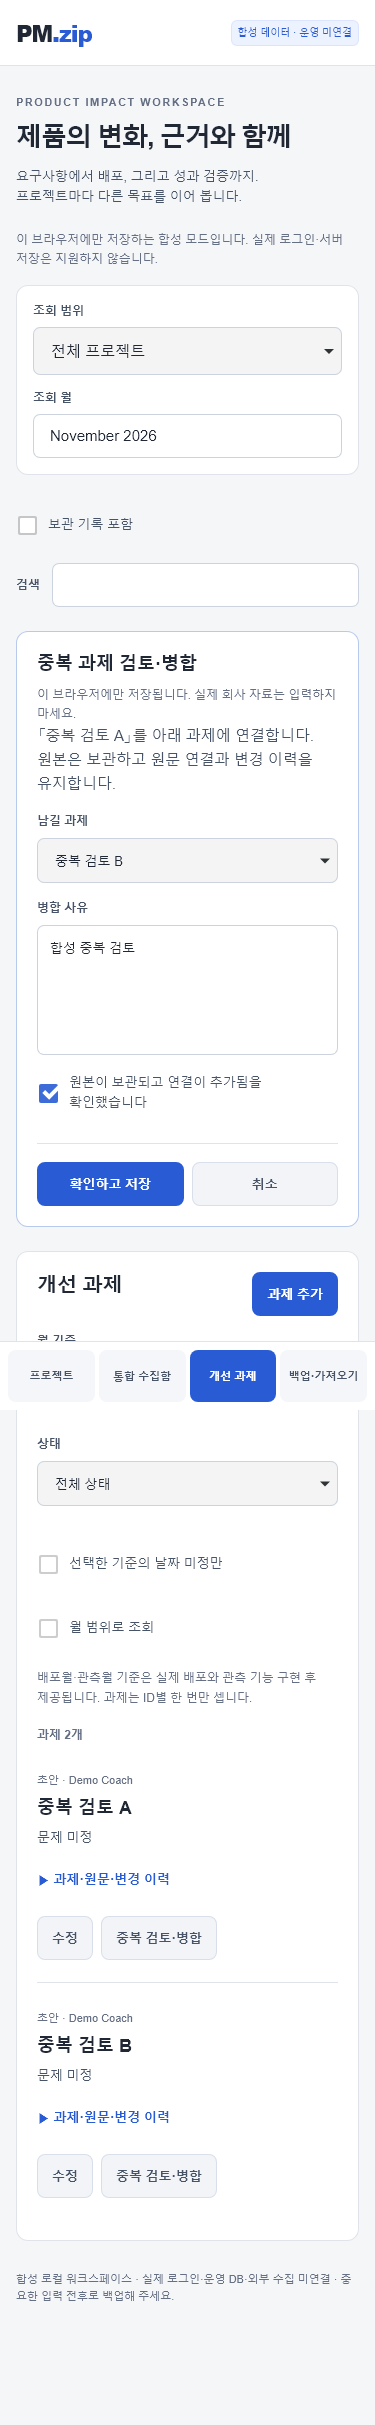 PM.zip
합성 데이터 · 운영 미연결
PRODUCT IMPACT WORKSPACE
제품의 변화, 근거와 함께
요구사항에서 배포, 그리고 성과 검증까지.
프로젝트마다 다른 목표를 이어 봅니다.
이 브라우저에만 저장하는 합성 모드입니다. 실제 로그인·서버
저장은 지원하지 않습니다.
조회 범위
전체 프로젝트
조회 월
November 2026
보관 기록 포함
검색
중복 과제 검토·병합
이 브라우저에만 저장됩니다. 실제 회사 자료는 입력하지
마세요.
「중복 검토 A」를 아래 과제에 연결합니다.
원본은 보관하고 원문 연결과 변경 이력을
유지합니다.
남길 과제
중복 검토 B
병합 사유
합성 중복 검토
원본이 보관되고 연결이 추가됨을
확인했습니다
확인하고 저장
취소
개선 과제
과제 추가
월 기준
프로젝트
통합 수집함
개선 과제
백업·가져오기
상태
전체 상태
선택한 기준의 날짜 미정만
월 범위로 조회
배포월·관측월 기준은 실제 배포와 관측 기능 구현 후
제공됩니다. 과제는 ID별 한 번만 셉니다.
과제 2개
초안 · Demo Coach
중복 검토 A
문제 미정
▶ 과제·원문·변경 이력
수정
중복 검토·병합
초안 · Demo Coach
중복 검토 B
문제 미정
▶ 과제·원문·변경 이력
수정
중복 검토·병합
합성 로컬 워크스페이스 · 실제 로그인·운영 DB·외부 수집 미연결 · 중
요한 입력 전후로 백업해 주세요.